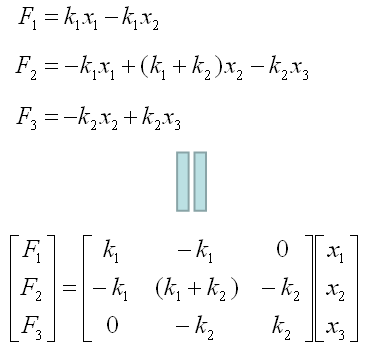 F₁ = k₁x₁ − k₁x₂
F₂ = −k₁x₁ + (k₁ + k₂)x₂ − k₂x₃
F₃ = −k₂x₂ + k₂x₃
[F₁] = [k₁ −k₁ 0] [x₁]
[F₂] = [−k₁ (k₁ + k₂) −k₂] [x₂]
[F₃] = [0 −k₂ k₂] [x₃]